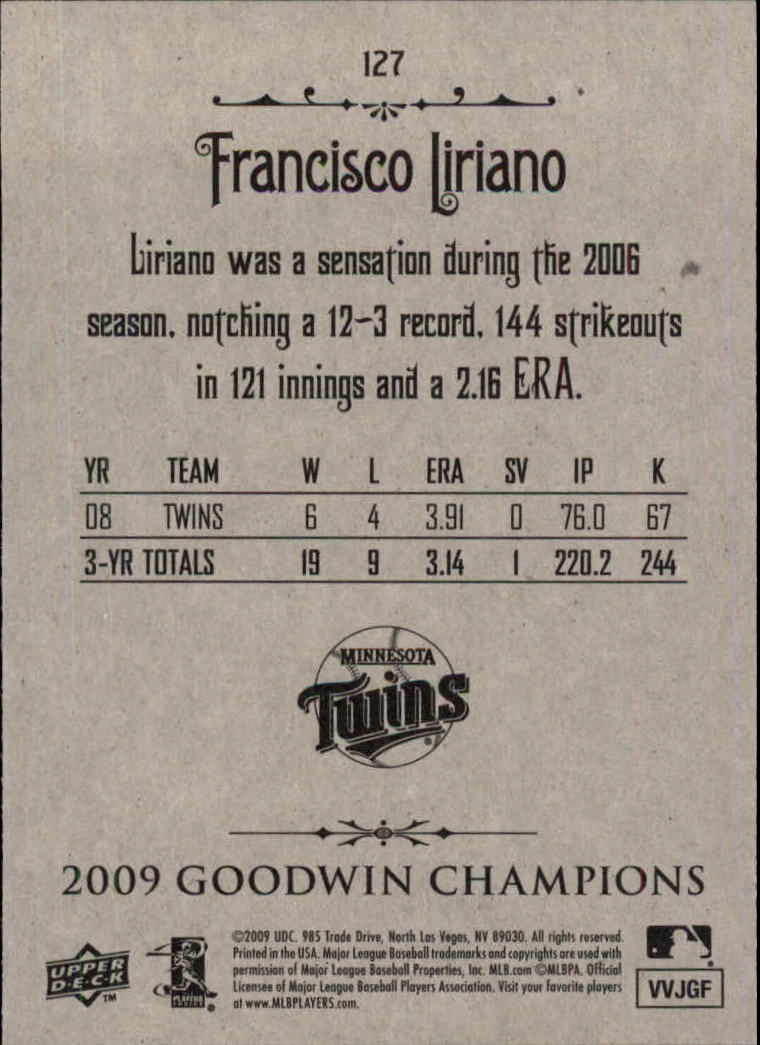 127
Francisco Liriano
Liriano was a sensation during the 2006
season, notching a 12-3 record, 144 strikeouts
in 121 innings and a 2.16 ERA.
YR TEAM W L ERA SV IP K
08 TWINS 6 4 3.91 0 76.0 67
3-YR TOTALS 19 9 3.14 1 220.2 244
MINNESOTA
Twins
®
2009 GOODWIN CHAMPIONS
©2009 UDC. 985 Trade Drive, North Las Vegas, NV 89030. All rights reserved.
Printed in the USA. Major League Baseball trademarks and copyrights are used with
permission of Major League Baseball Properties, Inc. MLB.com ©MLBPA. Official
Licensee of Major League Baseball Players Association. Visit your favorite players
at www.MLBPLAYERS.com.
UPPER
D·E·C·K
TM
PLAYERS
CHOICE
®
VVJGF